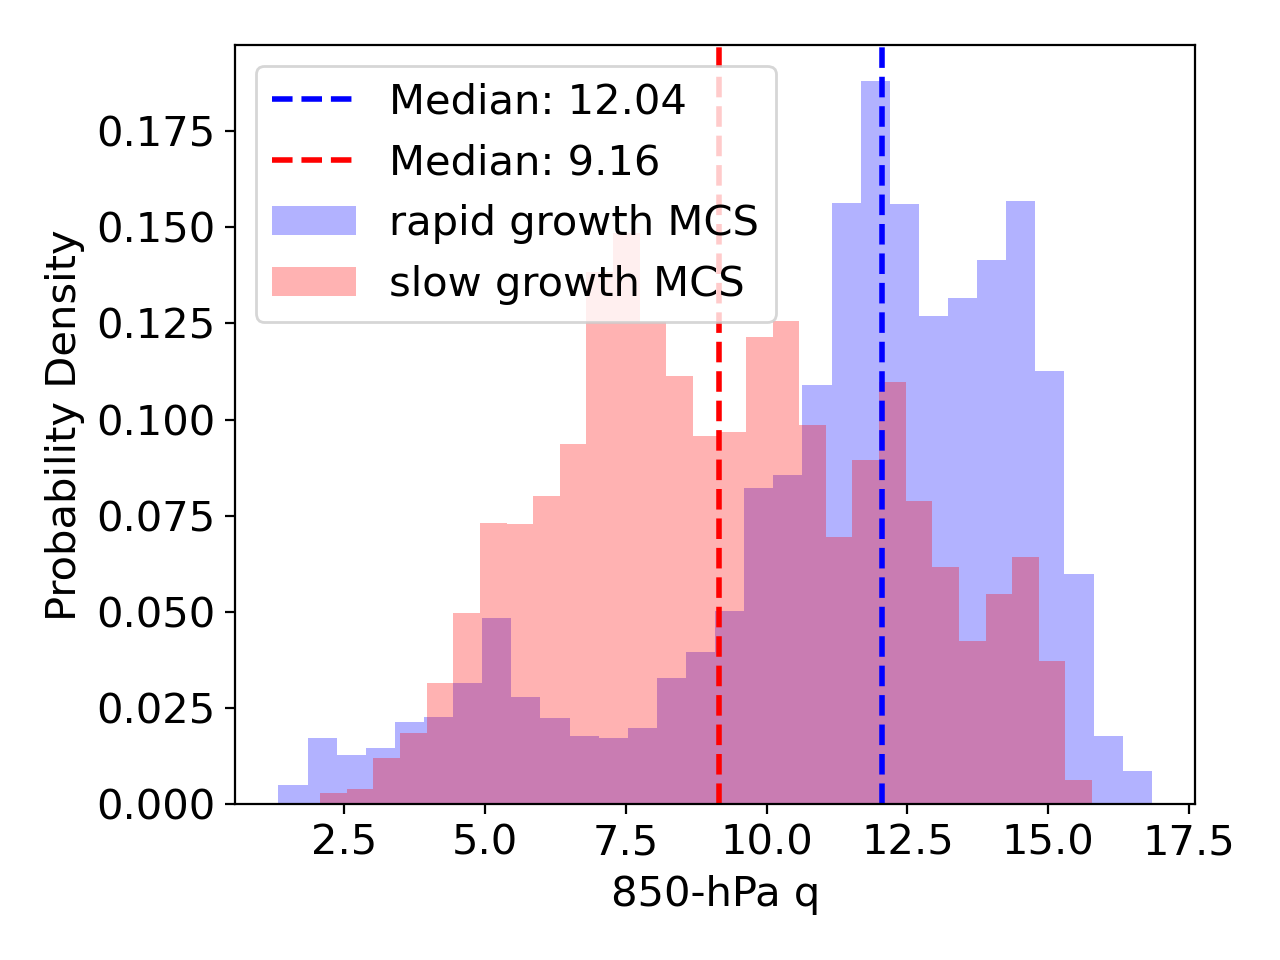 Median: 12.04
Median: 9.16
rapid growth MCS
slow growth MCS
0.175
0.150
0.125
0.100
0.075
0.050
0.025
0.000
Probability Density
2.5 5.0 7.5 10.0 12.5 15.0 17.5
850-hPa q